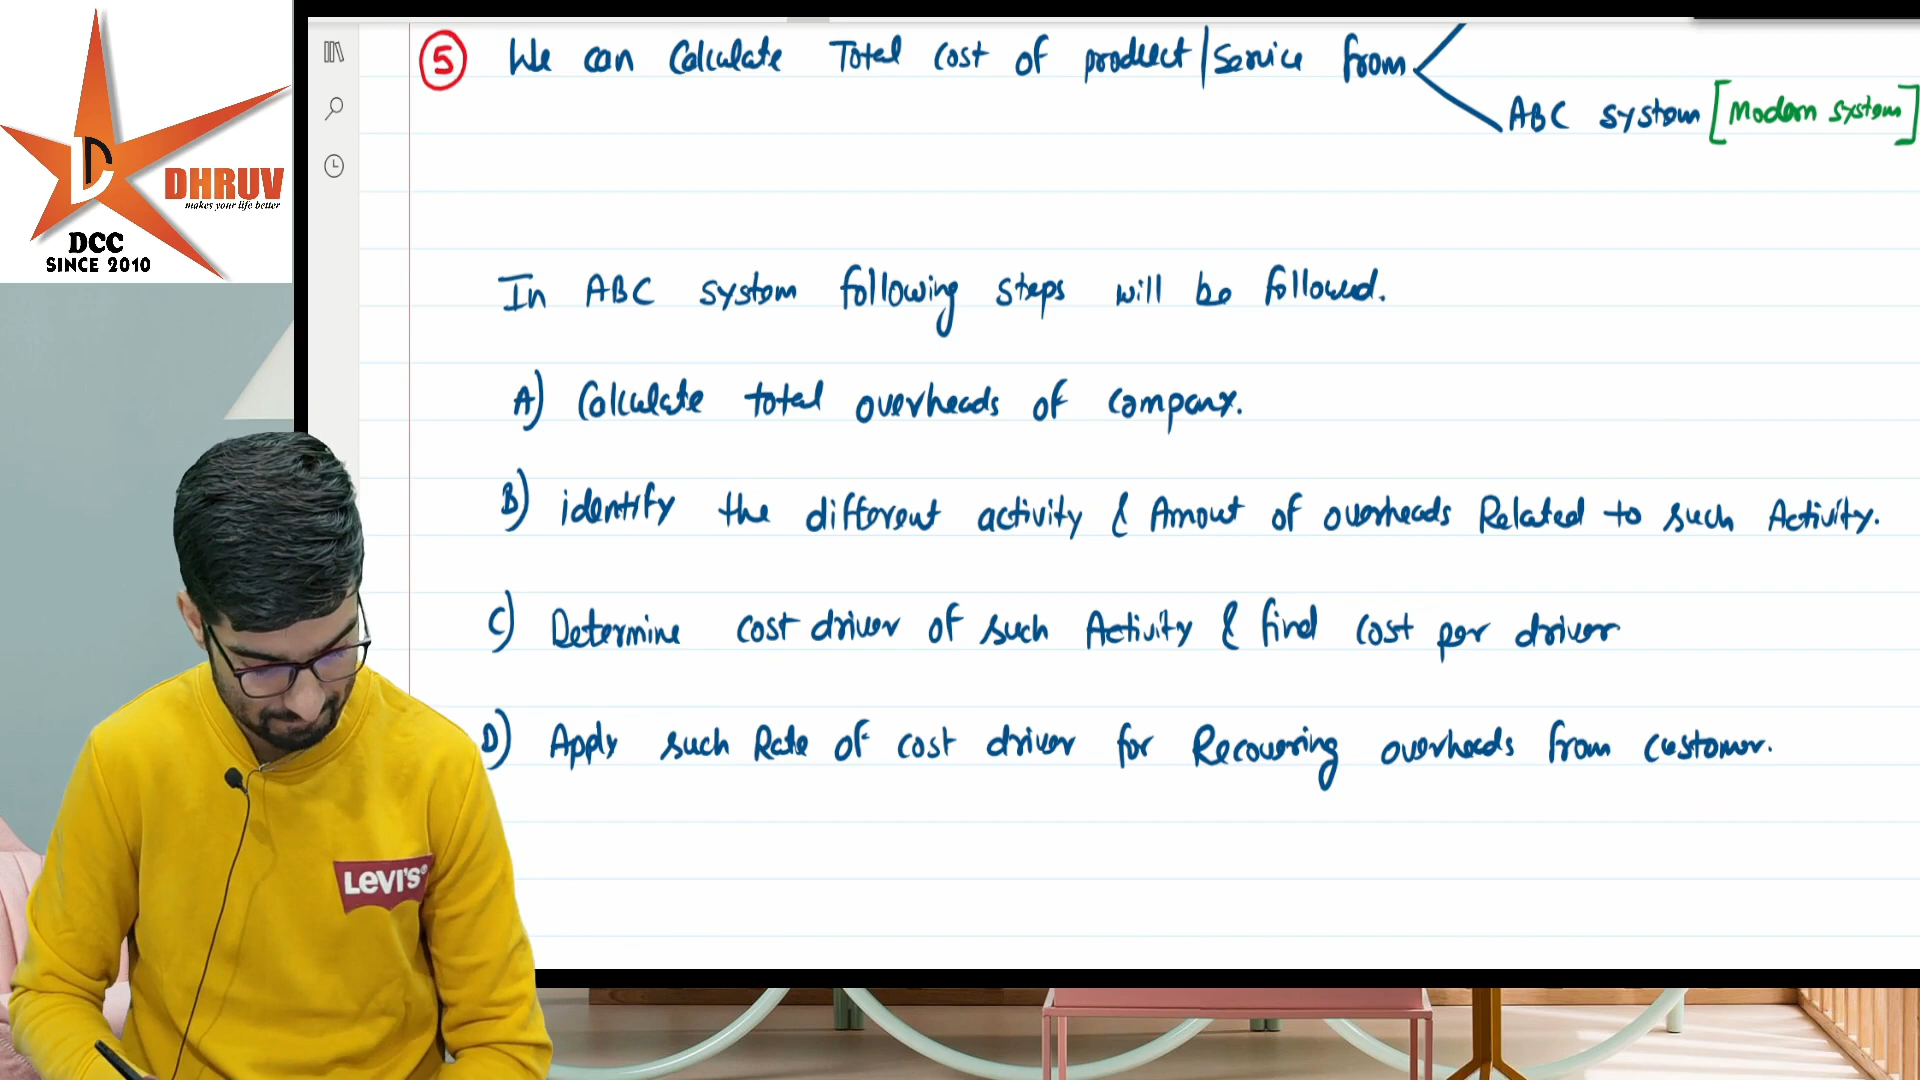 DHRUV
makes your life better
DCC
SINCE 2010
5 We can Calculate Total Cost of product | Service from
ABC system [Modern system]
In ABC system following steps will be followed.
A) Calculate total overheads of company.
B) identify the different activity & Amount of overheads Related to such Activity.
C) Determine cost driver of such Activity & find cost per driver
D) Apply such Rate of cost driver for Recovering overheads from customer.
LEVI'S®